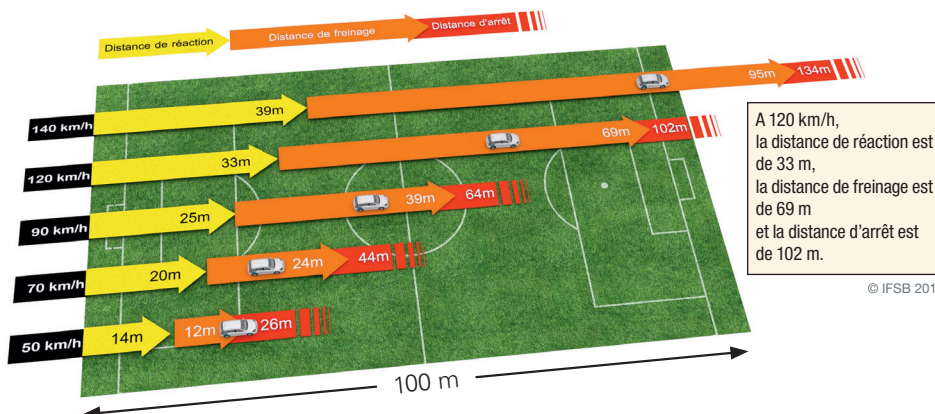 Distance de réaction Distance de freinage Distance d'arrêt
140 km/h 39m 95m 134m
120 km/h 33m 69m 102m
90 km/h 25m 39m 64m
70 km/h 20m 24m 44m
50 km/h 14m 12m 26m
100 m
A 120 km/h,
la distance de réaction est
de 33 m,
la distance de freinage est
de 69 m
et la distance d'arrêt est
de 102 m.
© IFSB 201